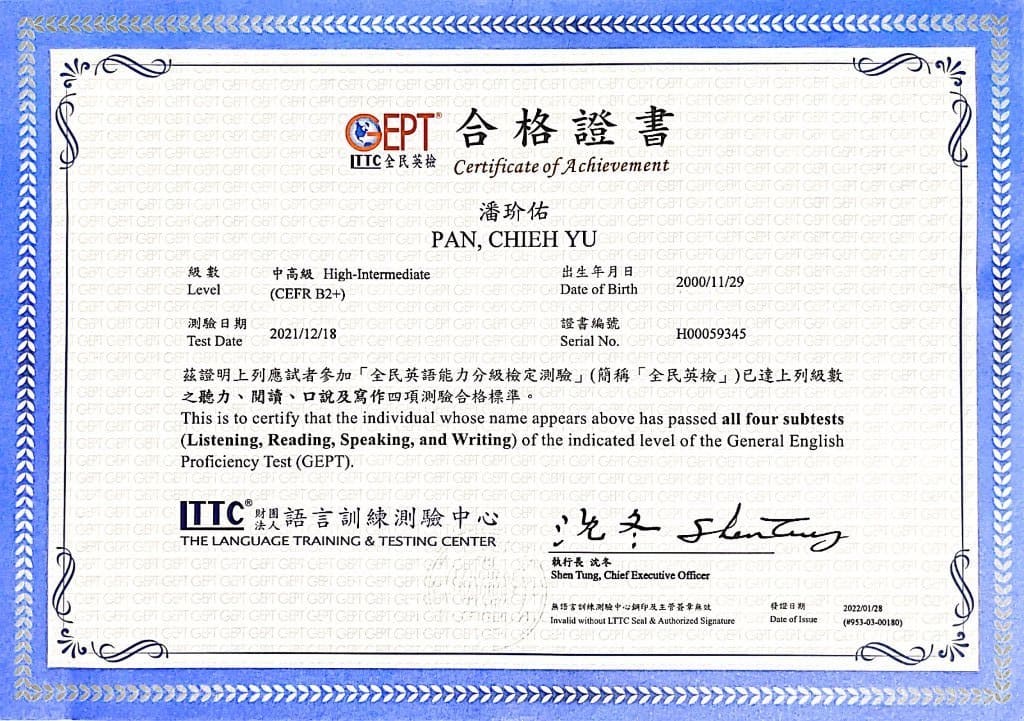 GEPT® 合格證書
LTTC 全民英檢 Certificate of Achievement
潘玠佑
PAN, CHIEH YU
級數 中高級 High-Intermediate 出生年月日
Level (CEFR B2+) Date of Birth 2000/11/29
測驗日期 證書編號
Test Date 2021/12/18 Serial No. H00059345
茲證明上列應試者參加「全民英語能力分級檢定測驗」(簡稱「全民英檢」)已達上列級數
之聽力、閱讀、口說及寫作四項測驗合格標準。
This is to certify that the individual whose name appears above has passed all four subtests
(Listening, Reading, Speaking, and Writing) of the indicated level of the General English
Proficiency Test (GEPT).
LTTC® 財團法人 語言訓練測驗中心
THE LANGUAGE TRAINING & TESTING CENTER
沈冬 Shen Tung
執行長 沈冬
Shen Tung, Chief Executive Officer
無語言訓練測驗中心鋼印及主管簽章無效 發證日期 2022/01/28
Invalid without LTTC Seal & Authorized Signature Date of Issue (#953-03-00180)